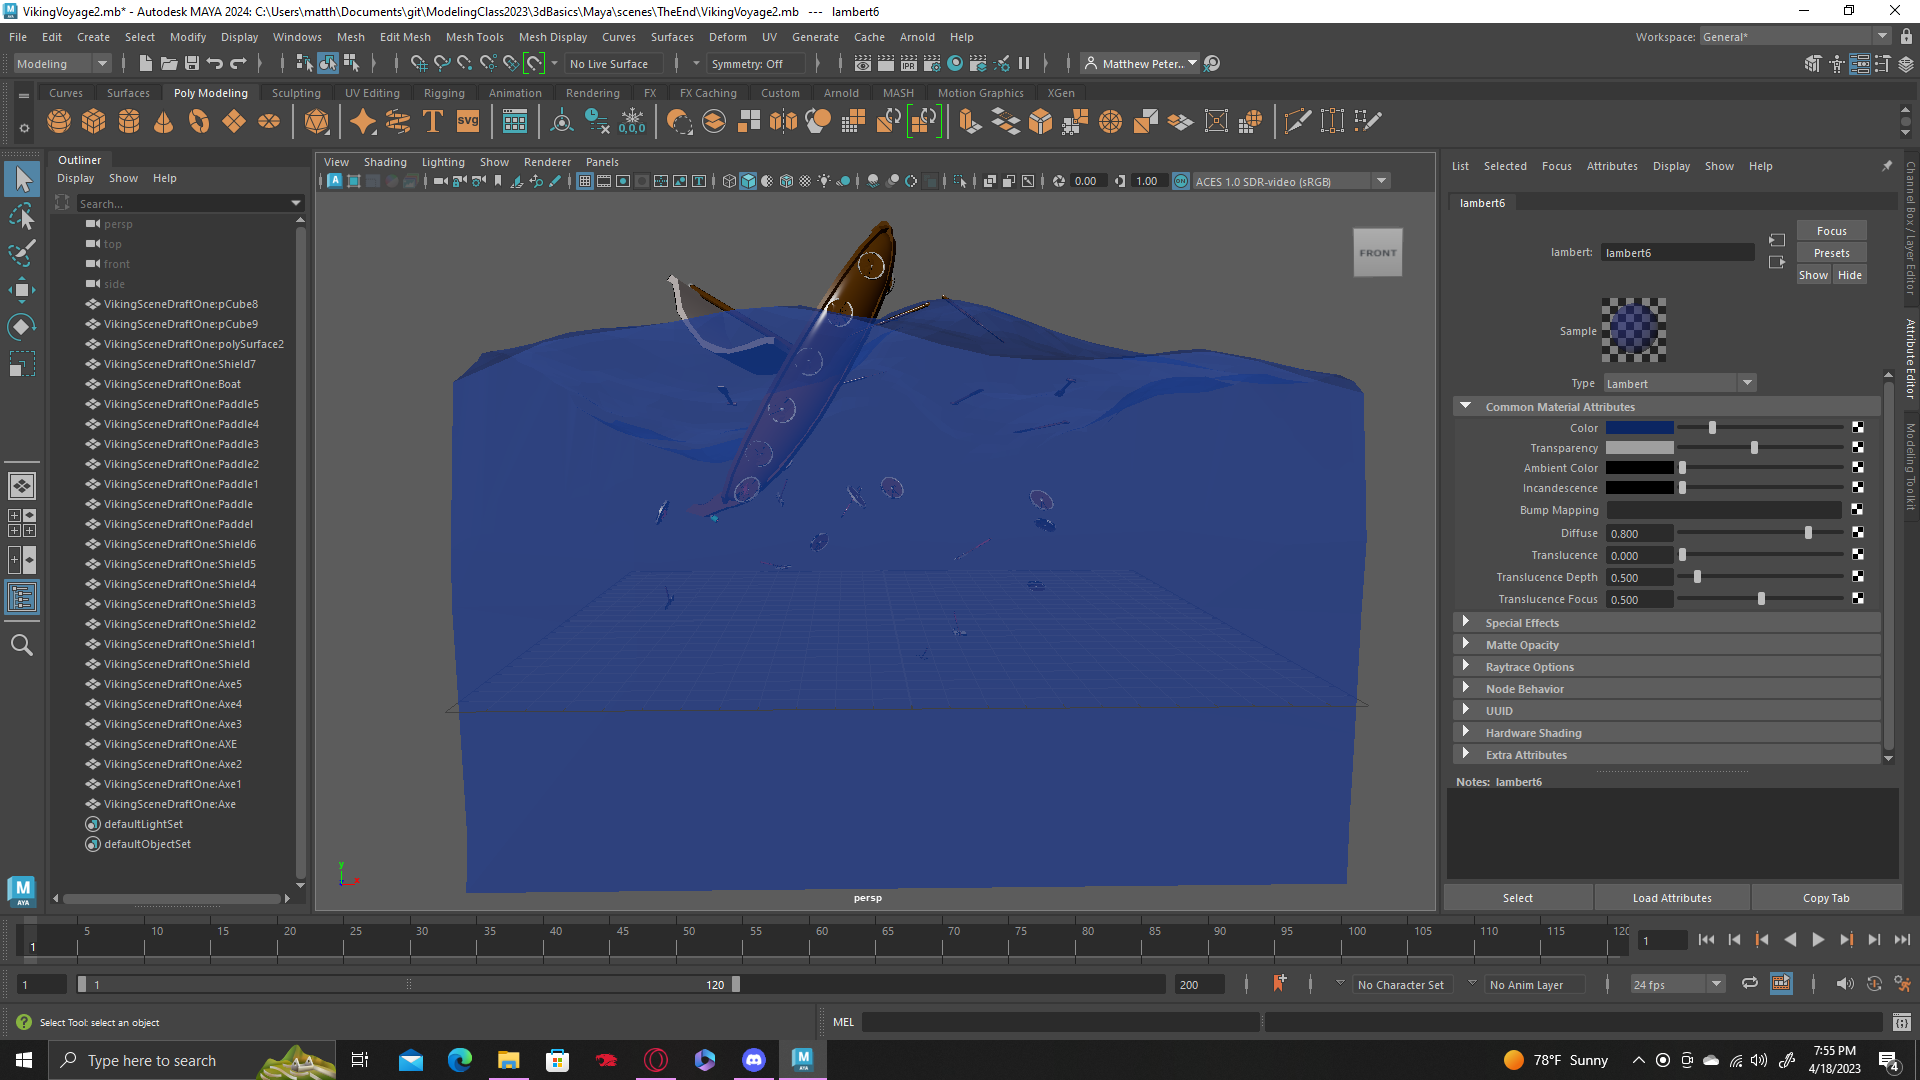 VikingVoyage2.mb* - Autodesk MAYA 2024: C:\Users\matth\Documents\git\ModelingClass2023\3dBasics\Maya\scenes\TheEnd\VikingVoyage2.mb --- lambert6
File Edit Create Select Modify Display Windows Mesh Edit Mesh Mesh Tools Mesh Display Curves Surfaces Deform UV Generate Cache Arnold Help Workspace: General*
Modeling No Live Surface Symmetry: Off IPR Matthew Peter..
Curves Surfaces Poly Modeling Sculpting UV Editing Rigging Animation Rendering FX FX Caching Custom Arnold MASH Motion Graphics XGen
T svg 0,0,0
Outliner
Display Show Help
Search...
persp
top
front
side
VikingSceneDraftOne:pCube8
VikingSceneDraftOne:pCube9
VikingSceneDraftOne:polySurface2
VikingSceneDraftOne:Shield7
VikingSceneDraftOne:Boat
VikingSceneDraftOne:Paddle5
VikingSceneDraftOne:Paddle4
VikingSceneDraftOne:Paddle3
VikingSceneDraftOne:Paddle2
VikingSceneDraftOne:Paddle1
VikingSceneDraftOne:Paddle
VikingSceneDraftOne:Paddel
VikingSceneDraftOne:Shield6
VikingSceneDraftOne:Shield5
VikingSceneDraftOne:Shield4
VikingSceneDraftOne:Shield3
VikingSceneDraftOne:Shield2
VikingSceneDraftOne:Shield1
VikingSceneDraftOne:Shield
VikingSceneDraftOne:Axe5
VikingSceneDraftOne:Axe4
VikingSceneDraftOne:Axe3
VikingSceneDraftOne:AXE
VikingSceneDraftOne:Axe2
VikingSceneDraftOne:Axe1
VikingSceneDraftOne:Axe
defaultLightSet
defaultObjectSet
View Shading Lighting Show Renderer Panels
0.00 1.00 ON ACES 1.0 SDR-video (sRGB)
FRONT
y
x
persp
List Selected Focus Attributes Display Show Help
lambert6
lambert: lambert6
Focus
Presets
Show Hide
Sample
Type Lambert
Common Material Attributes
Color
Transparency
Ambient Color
Incandescence
Bump Mapping
Diffuse 0.800
Translucence 0.000
Translucence Depth 0.500
Translucence Focus 0.500
Special Effects
Matte Opacity
Raytrace Options
Node Behavior
UUID
Hardware Shading
Extra Attributes
Notes: lambert6
Select Load Attributes Copy Tab
Channel Box / Layer Editor
Attribute Editor
Modeling Toolkit
M
AYA
5 10 15 20 25 30 35 40 45 50 55 60 65 70 75 80 85 90 95 100 105 110 115 120
1 1
1 1 120 200 No Character Set No Anim Layer 24 fps
Select Tool: select an object MEL
Type here to search 78°F Sunny 7:55 PM
4/18/2023 4